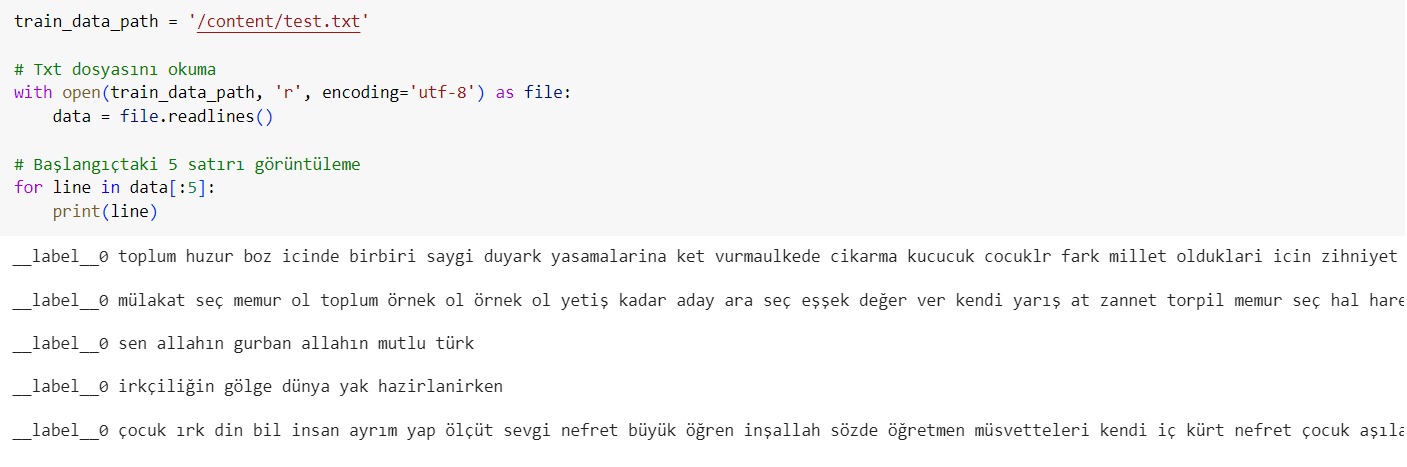 train_data_path = '/content/test.txt'
# Txt dosyasını okuma
with open(train_data_path, 'r', encoding='utf-8') as file:
    data = file.readlines()
# Başlangıçtaki 5 satırı görüntüleme
for line in data[:5]:
    print(line)
__label__0 toplum huzur boz icinde birbiri saygi duyark yasamalarina ket vurmaulkede cikarma kucucuk cocuklr fark millet olduklari icin zihniyet
__label__0 mülakat seç memur ol toplum örnek ol örnek ol yetiş kadar aday ara seç eşşek değer ver kendi yarış at zannet torpil memur seç hal hare
__label__0 sen allahın gurban allahın mutlu türk
__label__0 irkçiliğin gölge dünya yak hazirlanirken
__label__0 çocuk ırk din bil insan ayrım yap ölçüt sevgi nefret büyük öğren inşallah sözde öğretmen müsvetteleri kendi iç kürt nefret çocuk aşıla